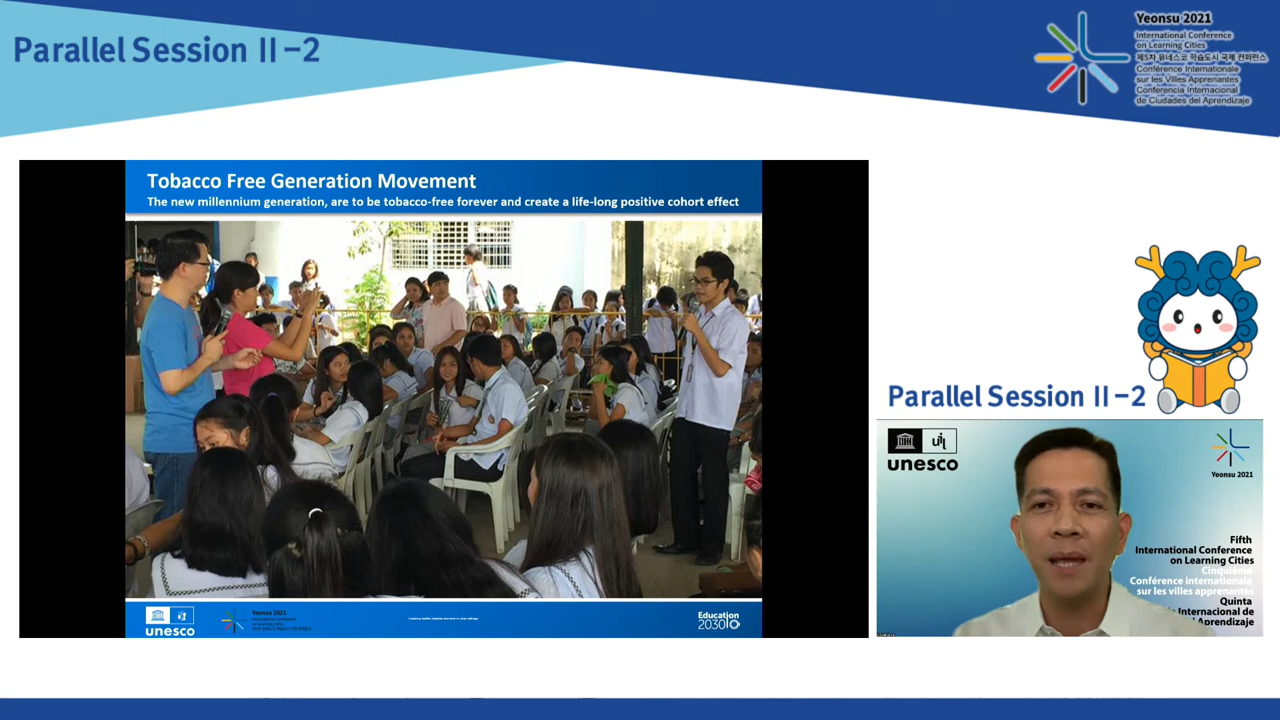 Parallel Session II-2
Yeonsu 2021
International Conference
on Learning Cities
제5차 유네스코 학습도시 국제 컨퍼런스
Conférence Internationale
sur les Villes Apprenantes
Conferencia Internacional
de Ciudades del Aprendizaje
Tobacco Free Generation Movement
The new millennium generation, are to be tobacco-free forever and create a life-long positive cohort effect
unesco
Yeonsu 2021
Education
2030
Parallel Session II-2
uil
unesco
Yeonsu 2021
Fifth
International Conference
on Learning Cities
Cinquième
Conférence internationale
sur les villes apprenantes
Quinta
Internacional de
Aprendizaje